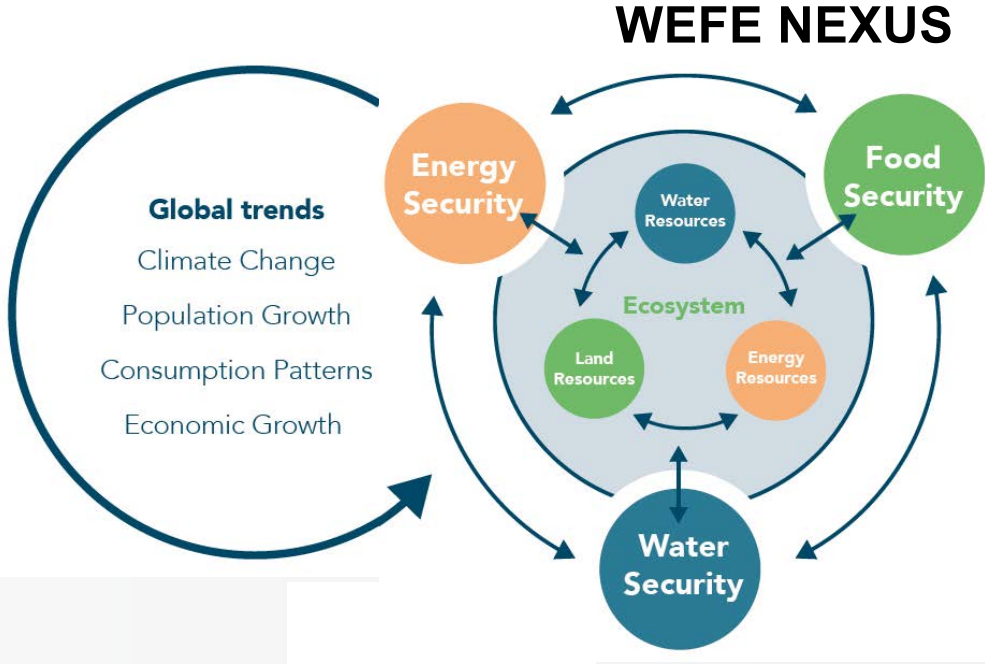 WEFE NEXUS
Global trends
Climate Change
Population Growth
Consumption Patterns
Economic Growth
Energy
Security
Food
Security
Water
Resources
Ecosystem
Land
Resources
Energy
Resources
Water
Security